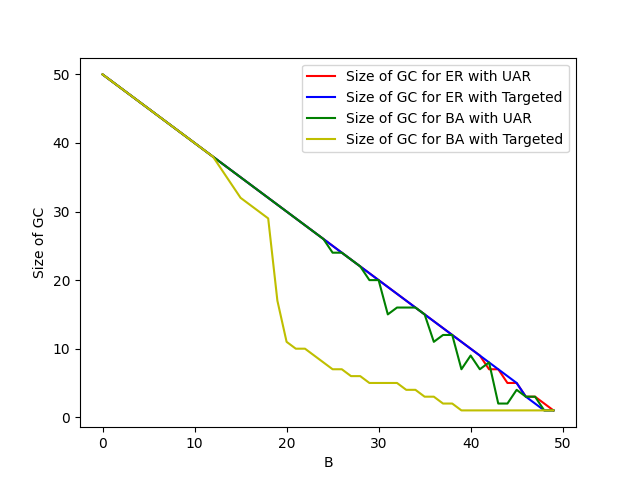 Size of GC for ER with UAR
Size of GC for ER with Targeted
Size of GC for BA with UAR
Size of GC for BA with Targeted
50
40
30
20
10
0
Size of GC
0 10 20 30 40 50
B